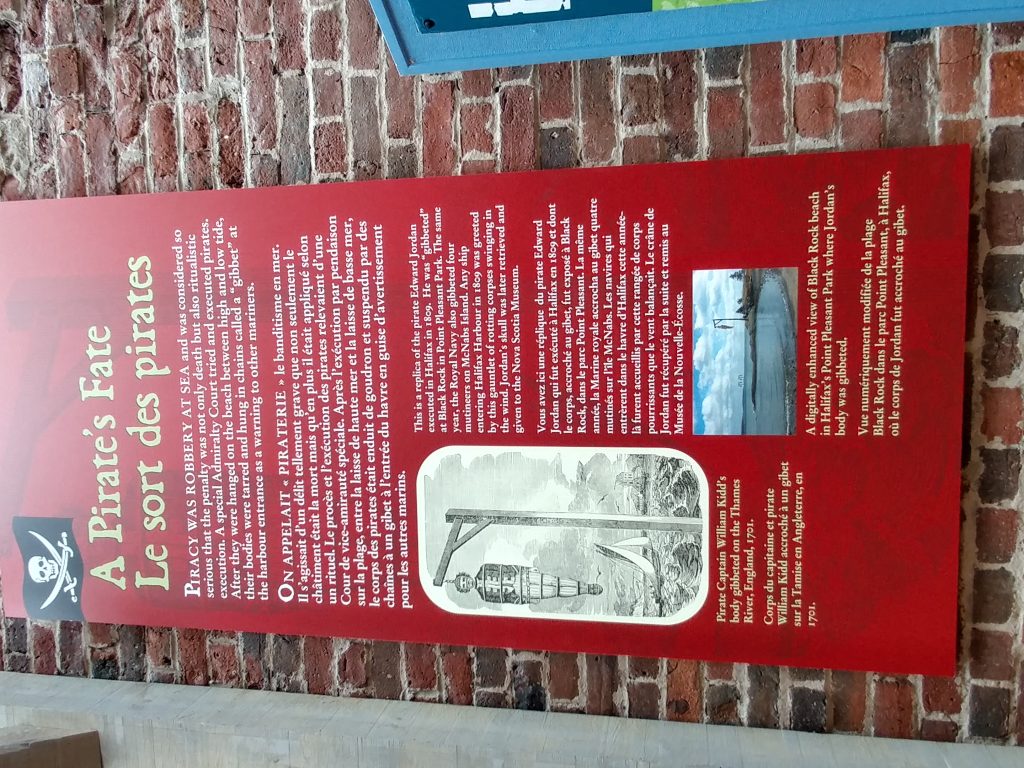 A Pirate's Fate
Le sort des pirates
PIRACY WAS ROBBERY AT SEA and was considered so
serious that the penalty was not only death but also ritualistic
execution. A special Admiralty Court tried and executed pirates.
After they were hanged on the beach between high and low tide,
their bodies were tarred and hung in chains called a "gibbet" at
the harbour entrance as a warning to other mariners.
ON APPELAIT « PIRATERIE » le banditisme en mer.
Il s'agissait d'un délit tellement grave que non seulement le
châtiment était la mort mais qu'en plus il était appliqué selon
un rituel. Le procès et l'exécution des pirates relevaient d'une
Cour de vice-amirauté spéciale. Après l'exécution par pendaison
sur la plage, entre la laisse de haute mer et la laisse de basse mer,
le corps des pirates était enduit de goudron et suspendu par des
chaînes à un gibet à l'entrée du havre en guise d'avertissement
pour les autres marins.
This is a replica of the pirate Edward Jordan
executed in Halifax in 1809. He was "gibbeted"
at Black Rock in Point Pleasant Park. The same
year, the Royal Navy also gibbeted four
mutineers on McNabs Island. Any ship
entering Halifax Harbour in 1809 was greeted
by this gauntlet of rotting corpses swinging in
the wind. Jordan's skull was later retrieved and
given to the Nova Scotia Museum.
Vous avez ici une réplique du pirate Edward
Jordan qui fut exécuté à Halifax en 1809 et dont
le corps, accroché au gibet, fut exposé à Black
Rock, dans le parc Point Pleasant. La même
année, la Marine royale accrocha au gibet quatre
mutinés sur l'île McNabs. Les navires qui
entrèrent dans le havre d'Halifax cette année-
là furent accueillis par cette rangée de corps
pourrissants que le vent balançait. Le crâne de
Jordan fut récupéré par la suite et remis au
Musée de la Nouvelle-Écosse.
Pirate Captain William Kidd's
body gibbeted on the Thames
River, England, 1701.
Corps du capitaine et pirate
William Kidd accroché à un gibet
sur la Tamise en Angleterre, en
1701.
A digitally enhanced view of Black Rock beach
in Halifax's Point Pleasant Park where Jordan's
body was gibbeted.
Vue numériquement modifiée de la plage
Black Rock dans le parc Point Pleasant, à Halifax,
où le corps de Jordan fut accroché au gibet.